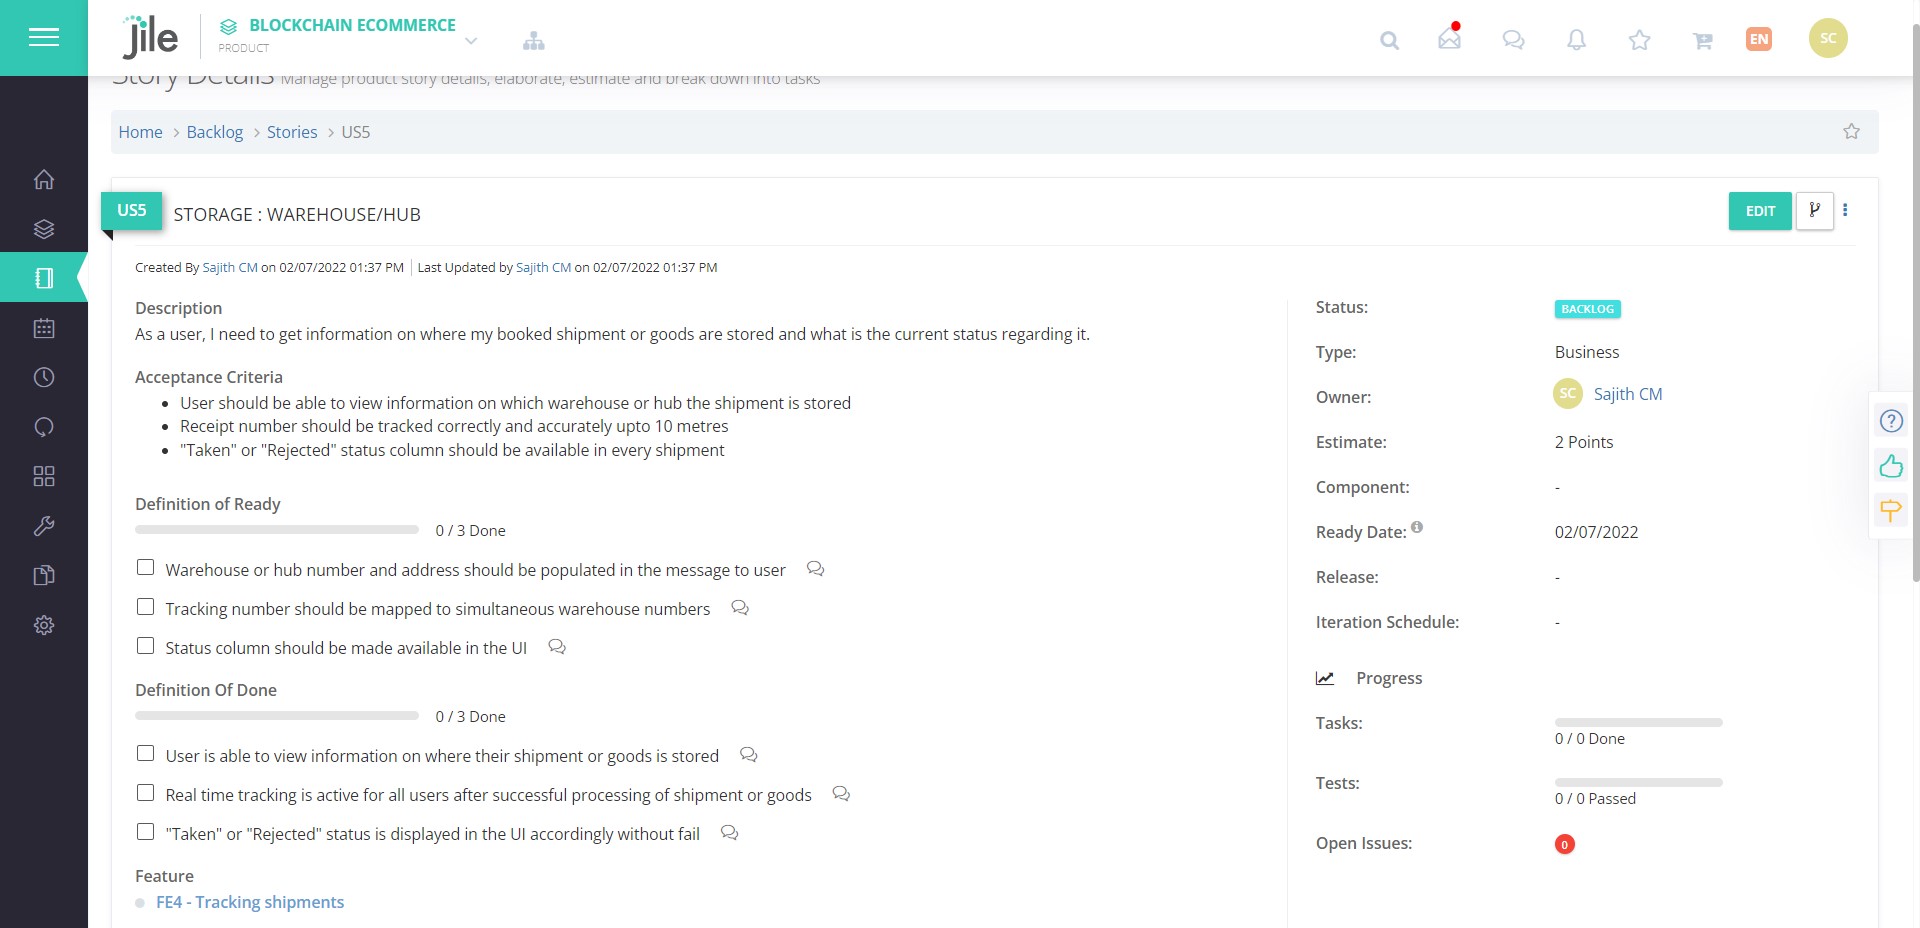 jile
BLOCKCHAIN ECOMMERCE
PRODUCT
EN
SC
Story Details Manage product story details, elaborate, estimate and break down into tasks
Home > Backlog > Stories > US5
US5
STORAGE : WAREHOUSE/HUB
EDIT
Created By Sajith CM on 02/07/2022 01:37 PM | Last Updated by Sajith CM on 02/07/2022 01:37 PM
Description
As a user, I need to get information on where my booked shipment or goods are stored and what is the current status regarding it.
Acceptance Criteria
• User should be able to view information on which warehouse or hub the shipment is stored
• Receipt number should be tracked correctly and accurately upto 10 metres
• "Taken" or "Rejected" status column should be available in every shipment
Definition of Ready
0 / 3 Done
Warehouse or hub number and address should be populated in the message to user
Tracking number should be mapped to simultaneous warehouse numbers
Status column should be made available in the UI
Definition Of Done
0 / 3 Done
User is able to view information on where their shipment or goods is stored
Real time tracking is active for all users after successful processing of shipment or goods
"Taken" or "Rejected" status is displayed in the UI accordingly without fail
Feature
FE4 - Tracking shipments
Status: BACKLOG
Type: Business
Owner: SC Sajith CM
Estimate: 2 Points
Component: -
Ready Date: 02/07/2022
Release: -
Iteration Schedule: -
Progress
Tasks:
0 / 0 Done
Tests:
0 / 0 Passed
Open Issues: 0